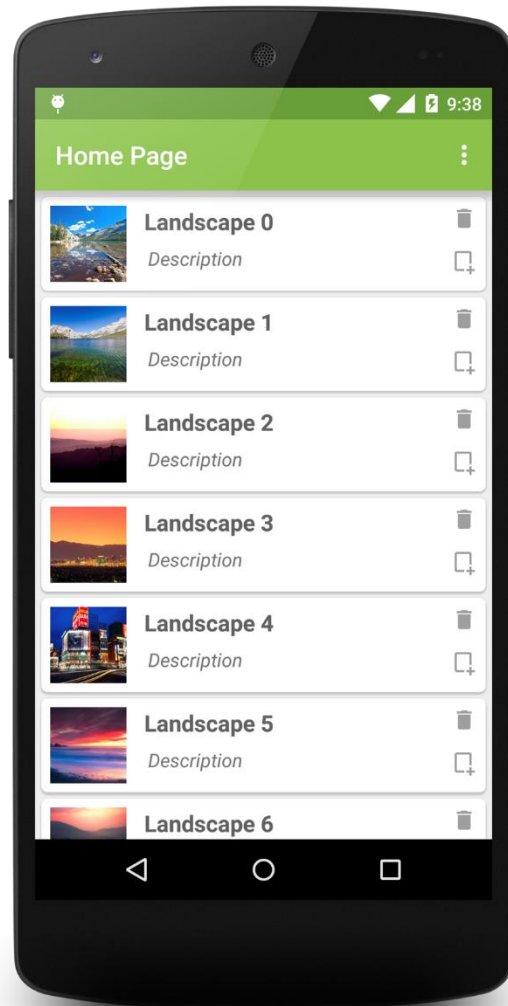 9:38
Home Page
Landscape 0
Description
Landscape 1
Description
Landscape 2
Description
Landscape 3
Description
Landscape 4
Description
Landscape 5
Description
Landscape 6